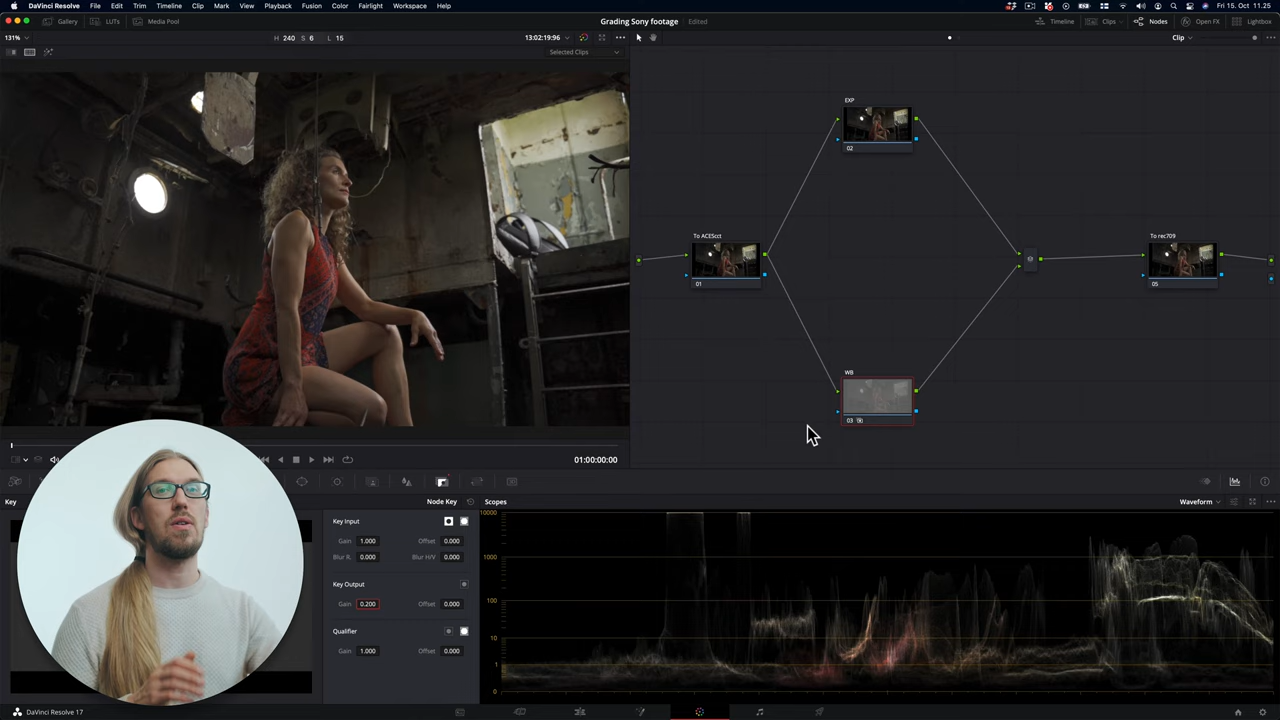 DaVinci Resolve File Edit Trim Timeline Clip Mark View Playback Fusion Color Fairlight Workspace Help Fri 15. Oct 11.25
Gallery LUTs Media Pool Grading Sony footage Edited Timeline Clips Nodes Open FX Lightbox
131% H 240 S 6 L 15 13:02:19:96 Clip
Selected Clips
EXP
02
To ACEScct
01
To rec709
05
WB
03
01:00:00:00
Key Node Key Scopes Waveform
Key Input
Gain 1.000 Offset 0.000
Blur R. 0.000 Blur H/V 0.000
Key Output
Gain 0.200 Offset 0.000
Qualifier
Gain 1.000 Offset 0.000
10000
1000
100
10
1
0
DaVinci Resolve 17